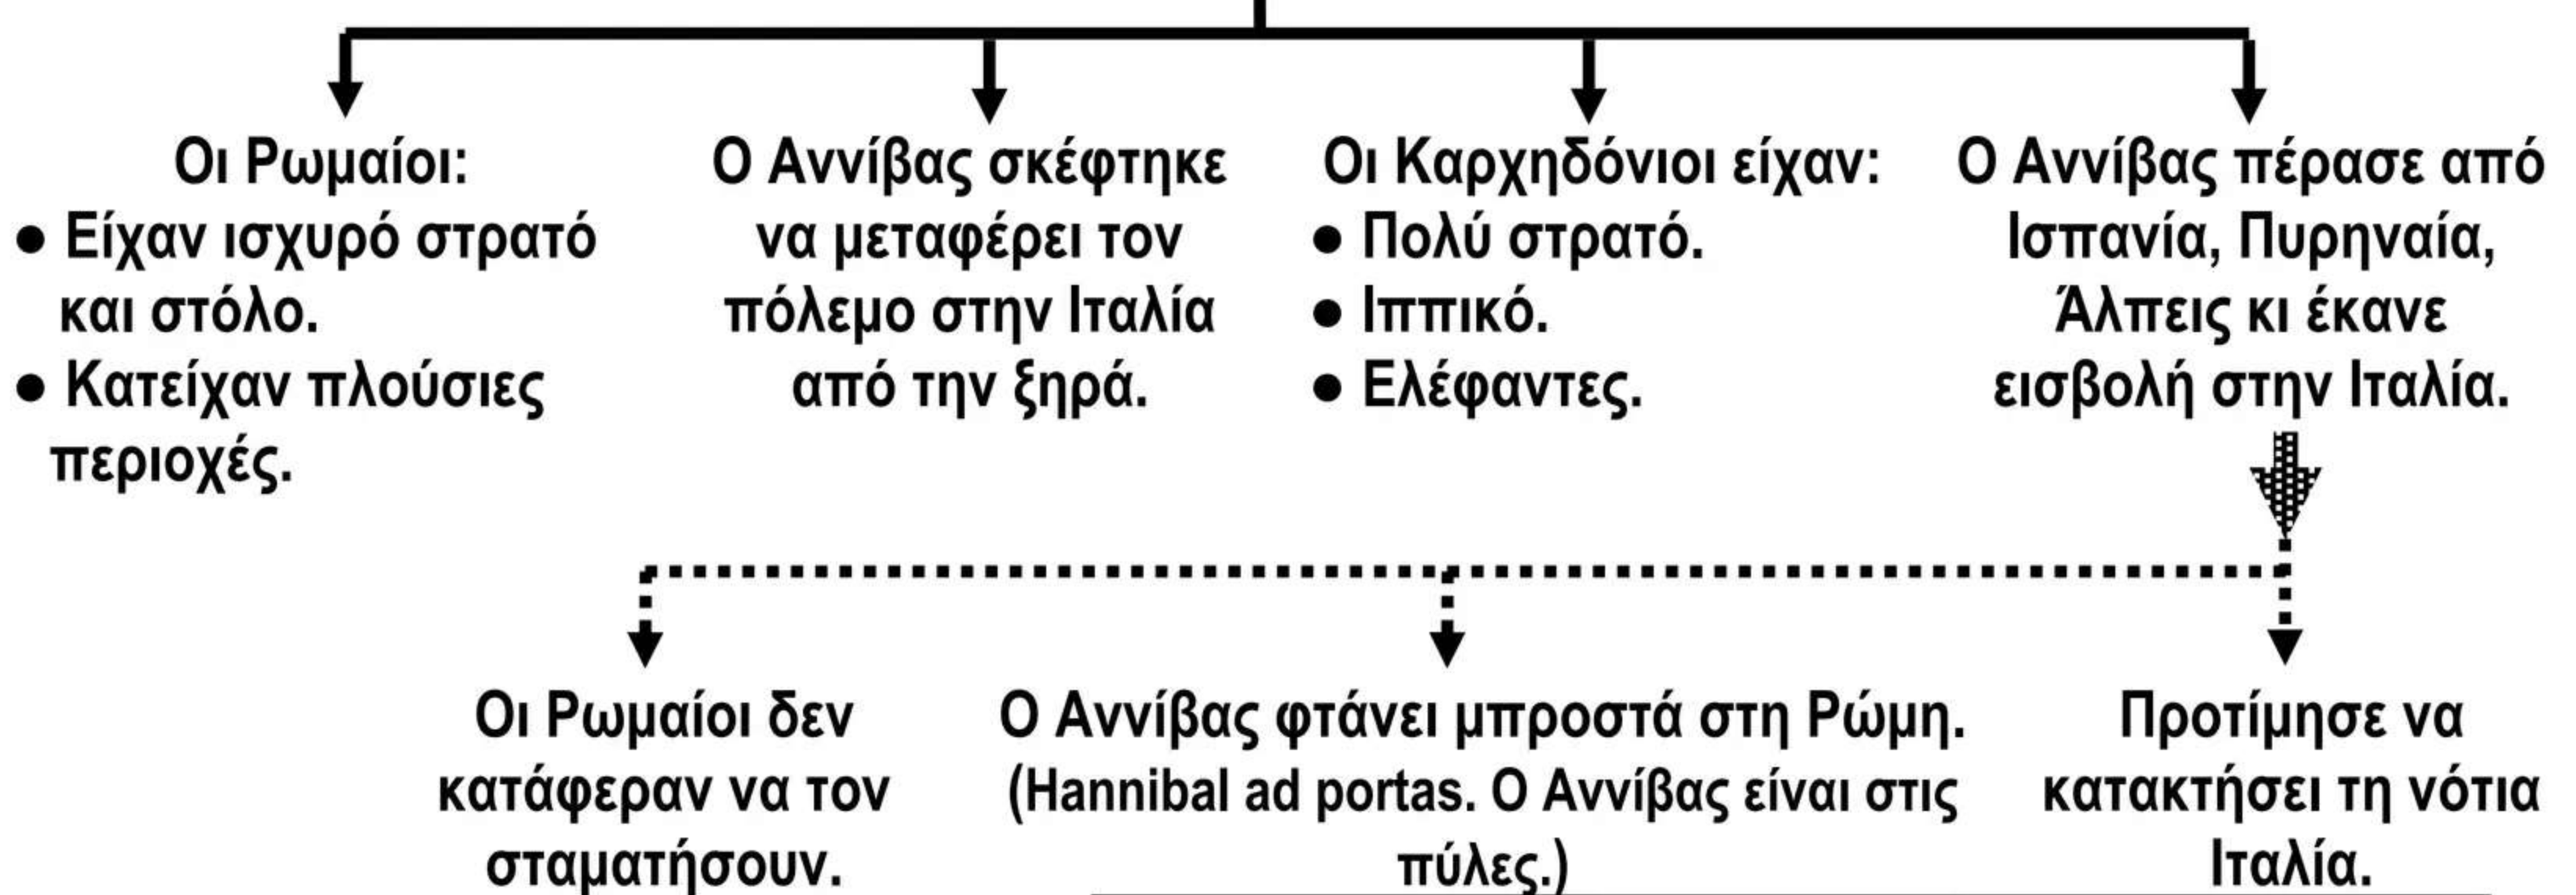 Οι Ρωμαίοι:
● Είχαν ισχυρό στρατό
και στόλο.
● Κατείχαν πλούσιες
περιοχές.
Ο Αννίβας σκέφτηκε
να μεταφέρει τον
πόλεμο στην Ιταλία
από την ξηρά.
Οι Καρχηδόνιοι είχαν:
● Πολύ στρατό.
● Ιππικό.
● Ελέφαντες.
Ο Αννίβας πέρασε από
Ισπανία, Πυρηναία,
Άλπεις κι έκανε
εισβολή στην Ιταλία.
Οι Ρωμαίοι δεν
κατάφεραν να τον
σταματήσουν.
Ο Αννίβας φτάνει μπροστά στη Ρώμη.
(Hannibal ad portas. Ο Αννίβας είναι στις
πύλες.)
Προτίμησε να
κατακτήσει τη νότια
Ιταλία.